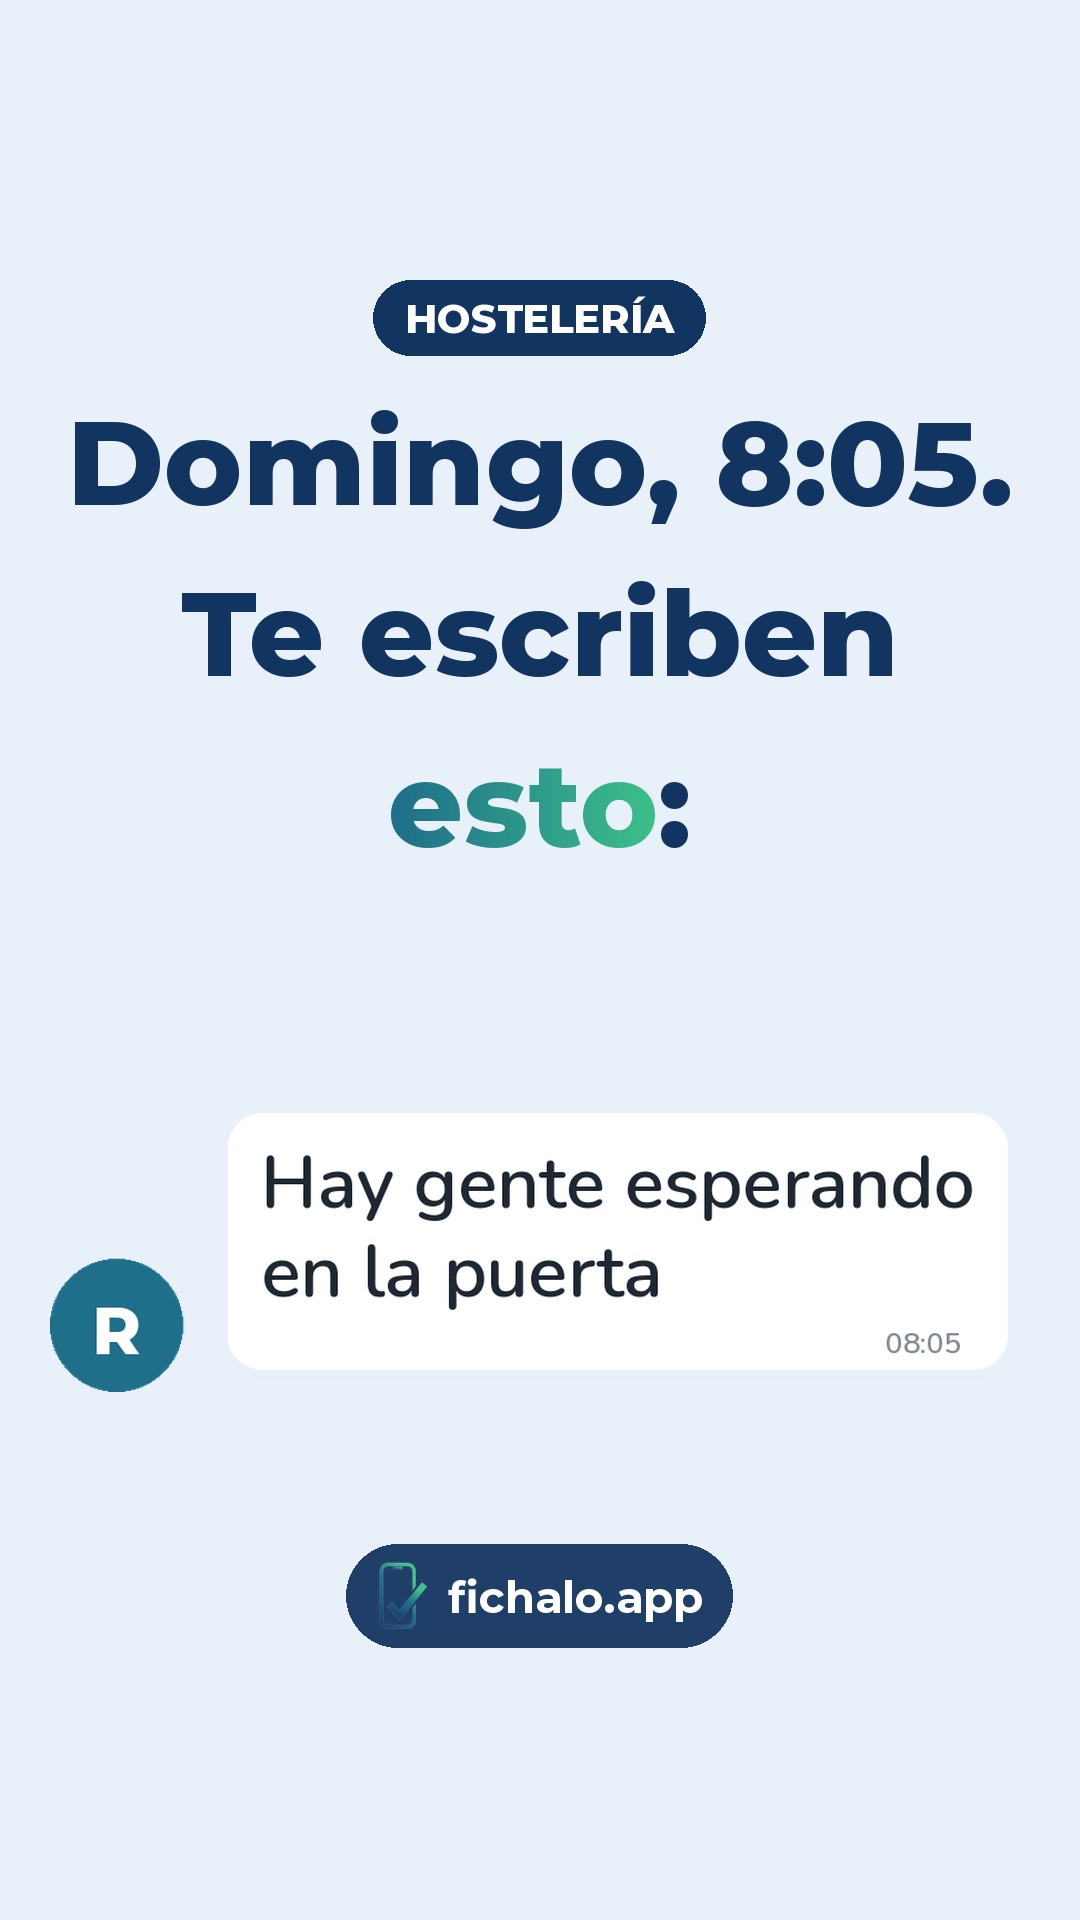 HOSTELERÍA
Domingo, 8:05.
Te escriben
esto:
Hay gente esperando
en la puerta
08:05
R
fichalo.app